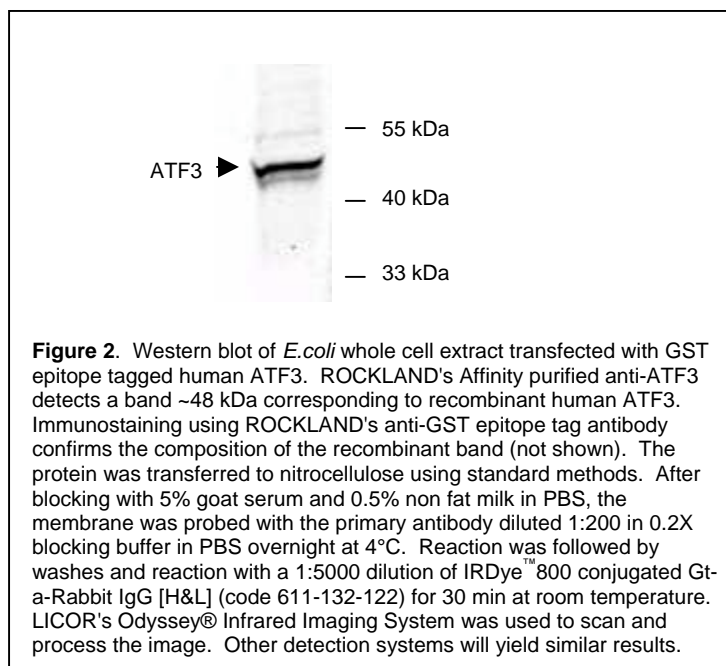 — 55 kDa
ATF3
— 40 kDa
— 33 kDa
Figure 2.  Western blot of E.coli whole cell extract transfected with GST
epitope tagged human ATF3.  ROCKLAND's Affinity purified anti-ATF3
detects a band ~48 kDa corresponding to recombinant human ATF3.
Immunostaining using ROCKLAND's anti-GST epitope tag antibody
confirms the composition of the recombinant band (not shown).  The
protein was transferred to nitrocellulose using standard methods.  After
blocking with 5% goat serum and 0.5% non fat milk in PBS, the
membrane was probed with the primary antibody diluted 1:200 in 0.2X
blocking buffer in PBS overnight at 4°C.  Reaction was followed by
washes and reaction with a 1:5000 dilution of IRDye™800 conjugated Gt-
a-Rabbit IgG [H&L] (code 611-132-122) for 30 min at room temperature.
LICOR's Odyssey® Infrared Imaging System was used to scan and
process the image.  Other detection systems will yield similar results.